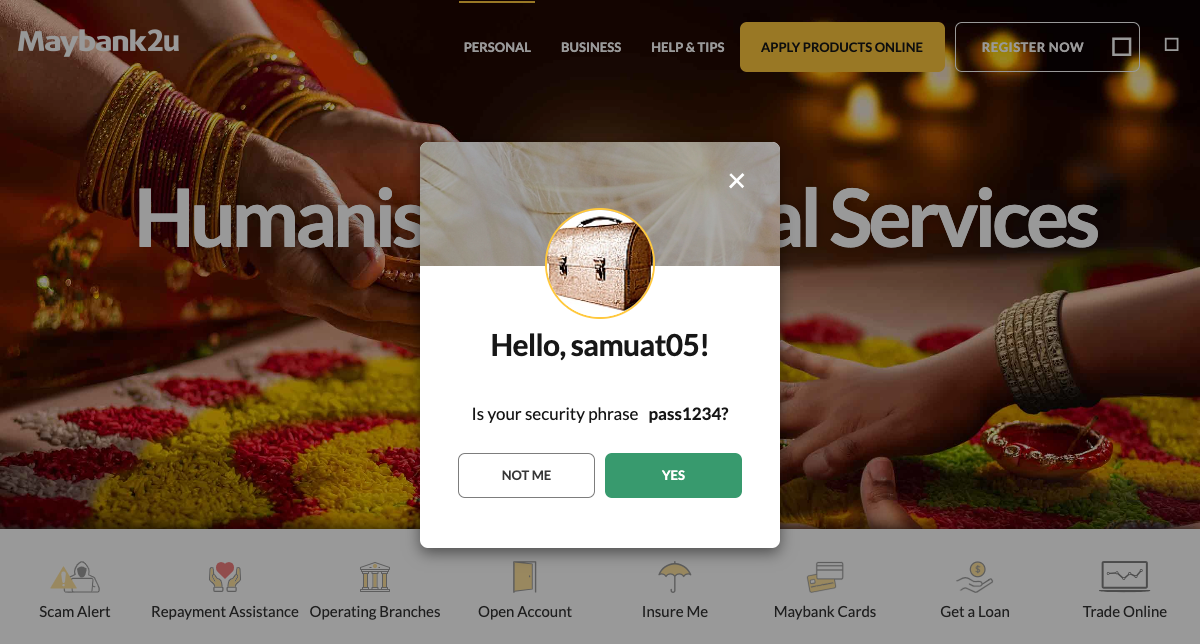 Maybank2u
PERSONAL
BUSINESS
HELP & TIPS
APPLY PRODUCTS ONLINE
REGISTER NOW
Humanis
al Services
Hello, samuat05!
Is your security phrase pass1234?
NOT ME
YES
Scam Alert
Repayment Assistance
Operating Branches
Open Account
Insure Me
Maybank Cards
Get a Loan
Trade Online